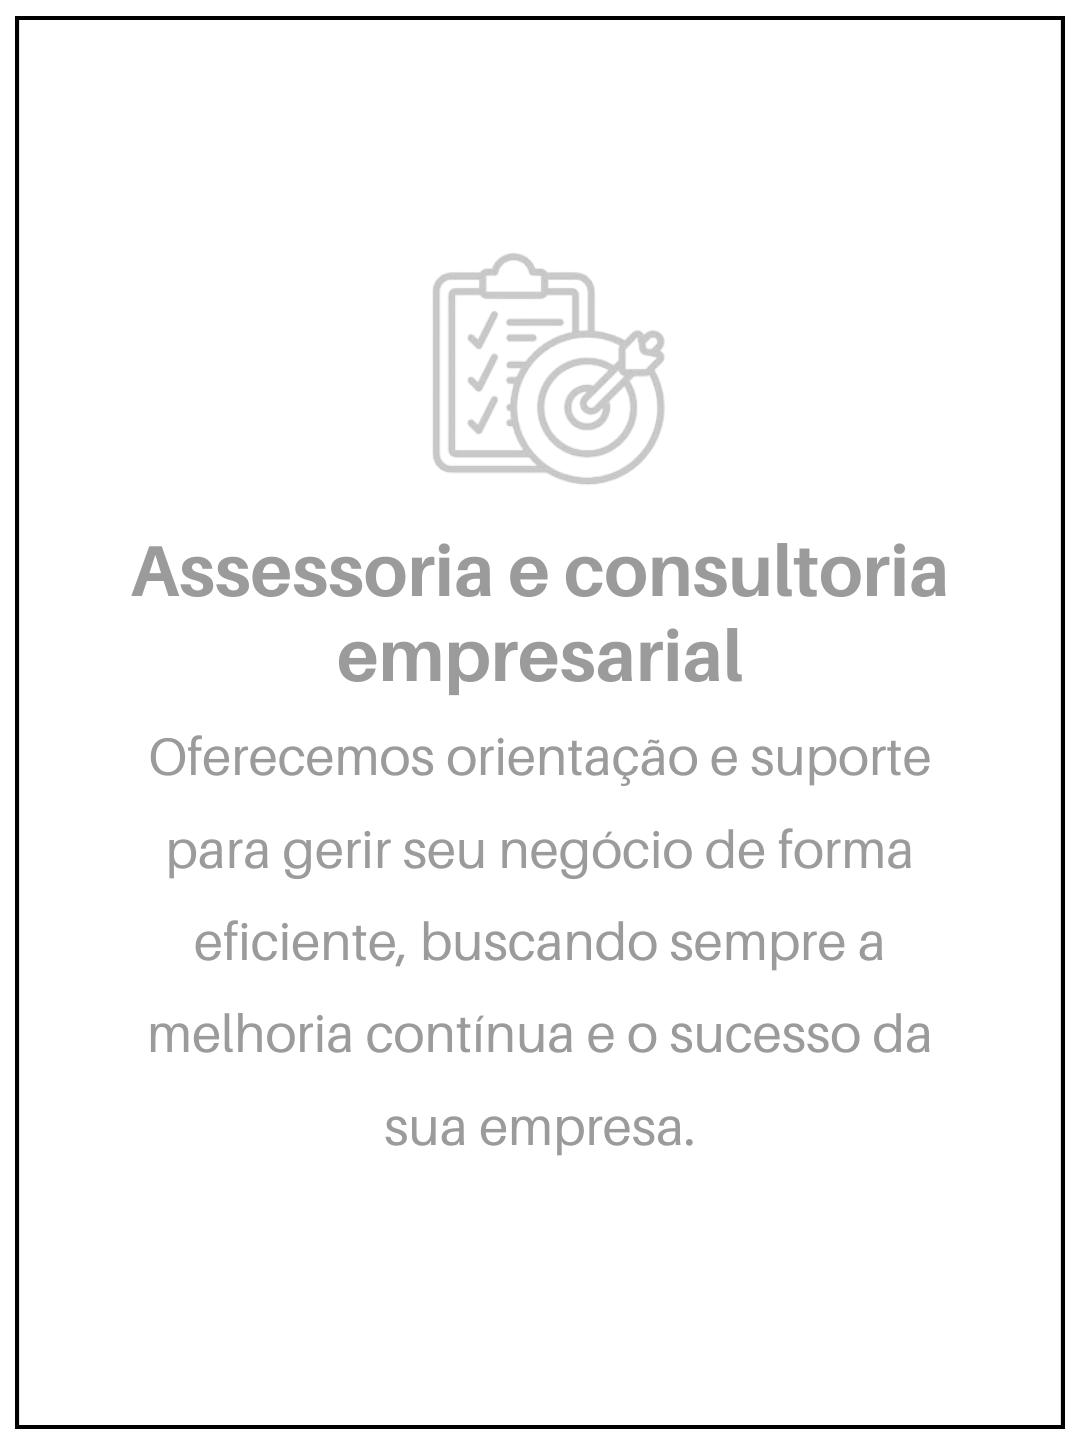 Assessoria e consultoria
empresarial
Oferecemos orientação e suporte
para gerir seu negócio de forma
eficiente, buscando sempre a
melhoria contínua e o sucesso da
sua empresa.